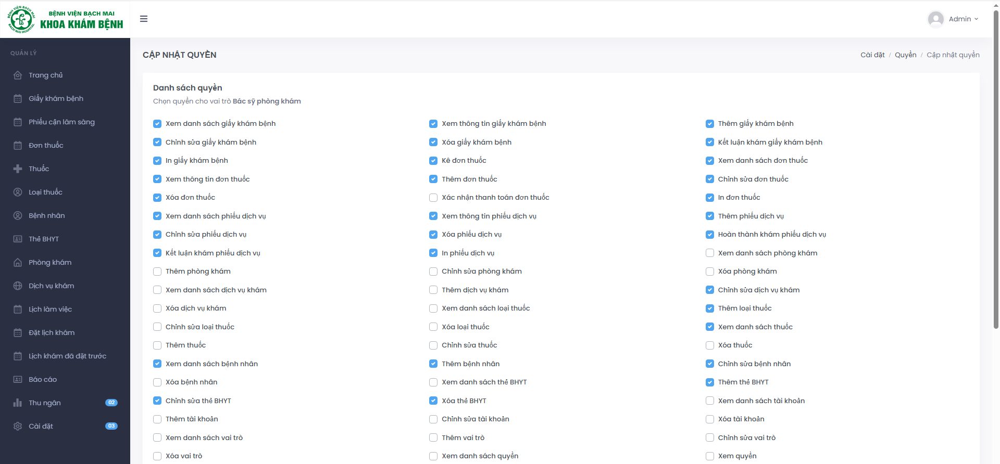 BỆNH VIỆN BẠCH MAI
BACH MAI HOSPITAL
BỆNH VIỆN BẠCH MAI
KHOA KHÁM BỆNH
Admin
QUẢN LÝ
Trang chủ
Giấy khám bệnh
Phiếu cận lâm sàng
Đơn thuốc
Thuốc
Loại thuốc
Bệnh nhân
Thẻ BHYT
Phòng khám
Dịch vụ khám
Lịch làm việc
Đặt lịch khám
Lịch khám đã đặt trước
Báo cáo
Thu ngân 02
Cài đặt 03
CẬP NHẬT QUYỀN
Cài đặt / Quyền / Cập nhật quyền
Danh sách quyền
Chọn quyền cho vai trò Bác sỹ phòng khám
Xem danh sách giấy khám bệnh Xem thông tin giấy khám bệnh Thêm giấy khám bệnh
Chỉnh sửa giấy khám bệnh Xóa giấy khám bệnh Kết luận khám giấy khám bệnh
In giấy khám bệnh Kê đơn thuốc Xem danh sách đơn thuốc
Xem thông tin đơn thuốc Thêm đơn thuốc Chỉnh sửa đơn thuốc
Xóa đơn thuốc Xác nhận thanh toán đơn thuốc In đơn thuốc
Xem danh sách phiếu dịch vụ Xem thông tin phiếu dịch vụ Thêm phiếu dịch vụ
Chỉnh sửa phiếu dịch vụ Xóa phiếu dịch vụ Hoàn thành khám phiếu dịch vụ
Kết luận khám phiếu dịch vụ In phiếu dịch vụ Xem danh sách phòng khám
Thêm phòng khám Chỉnh sửa phòng khám Xóa phòng khám
Xem danh sách dịch vụ khám Thêm dịch vụ khám Chỉnh sửa dịch vụ khám
Xóa dịch vụ khám Xem danh sách loại thuốc Thêm loại thuốc
Chỉnh sửa loại thuốc Xóa loại thuốc Xem danh sách thuốc
Thêm thuốc Chỉnh sửa thuốc Xóa thuốc
Xem danh sách bệnh nhân Thêm bệnh nhân Chỉnh sửa bệnh nhân
Xóa bệnh nhân Xem danh sách thẻ BHYT Thêm thẻ BHYT
Chỉnh sửa thẻ BHYT Xóa thẻ BHYT Xem danh sách tài khoản
Thêm tài khoản Chỉnh sửa tài khoản Xóa tài khoản
Xem danh sách vai trò Thêm vai trò Chỉnh sửa vai trò
Xóa vai trò Xem danh sách quyền Xem quyền